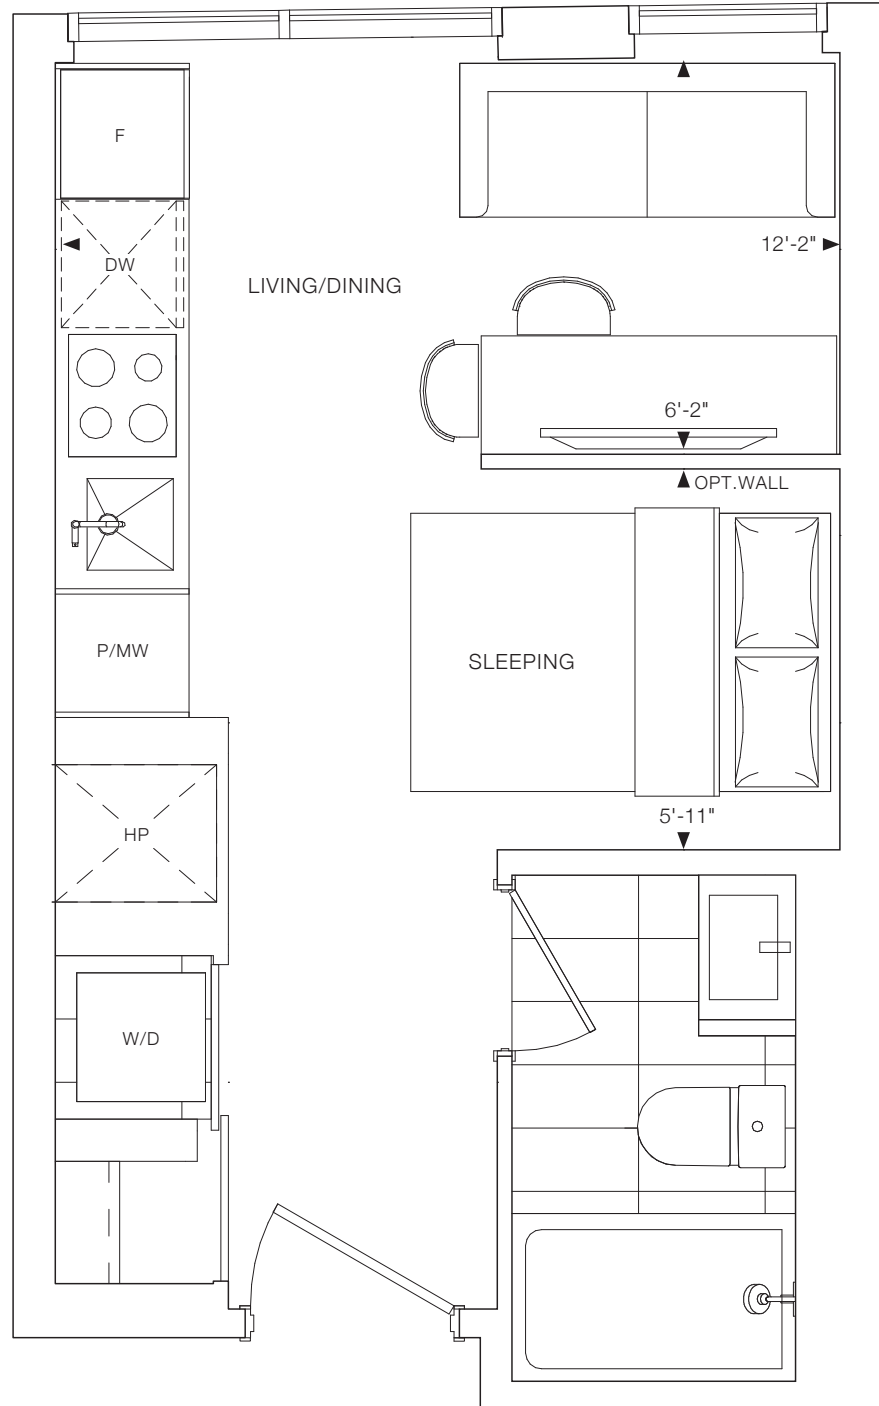 F
12'-2"
DW
LIVING/DINING
6'-2"
OPT.WALL
P/MW
SLEEPING
5'-11"
HP
W/D